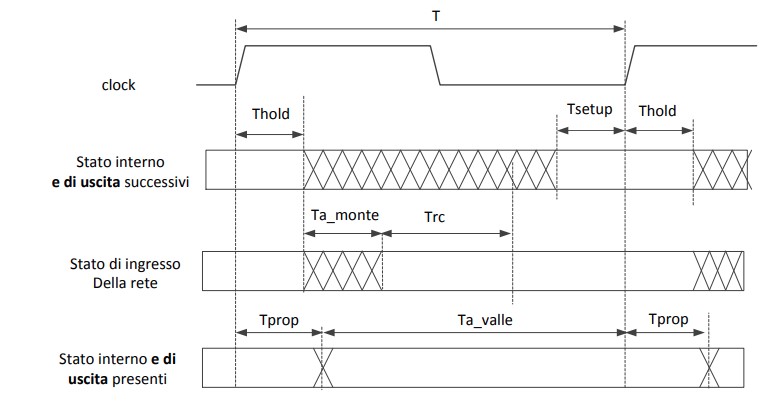 T
clock
Thold
Tsetup
Thold
Stato interno
e di uscita successivi
Ta_monte
Trc
Stato di ingresso
Della rete
Tprop
Ta_valle
Tprop
Stato interno e di
uscita presenti